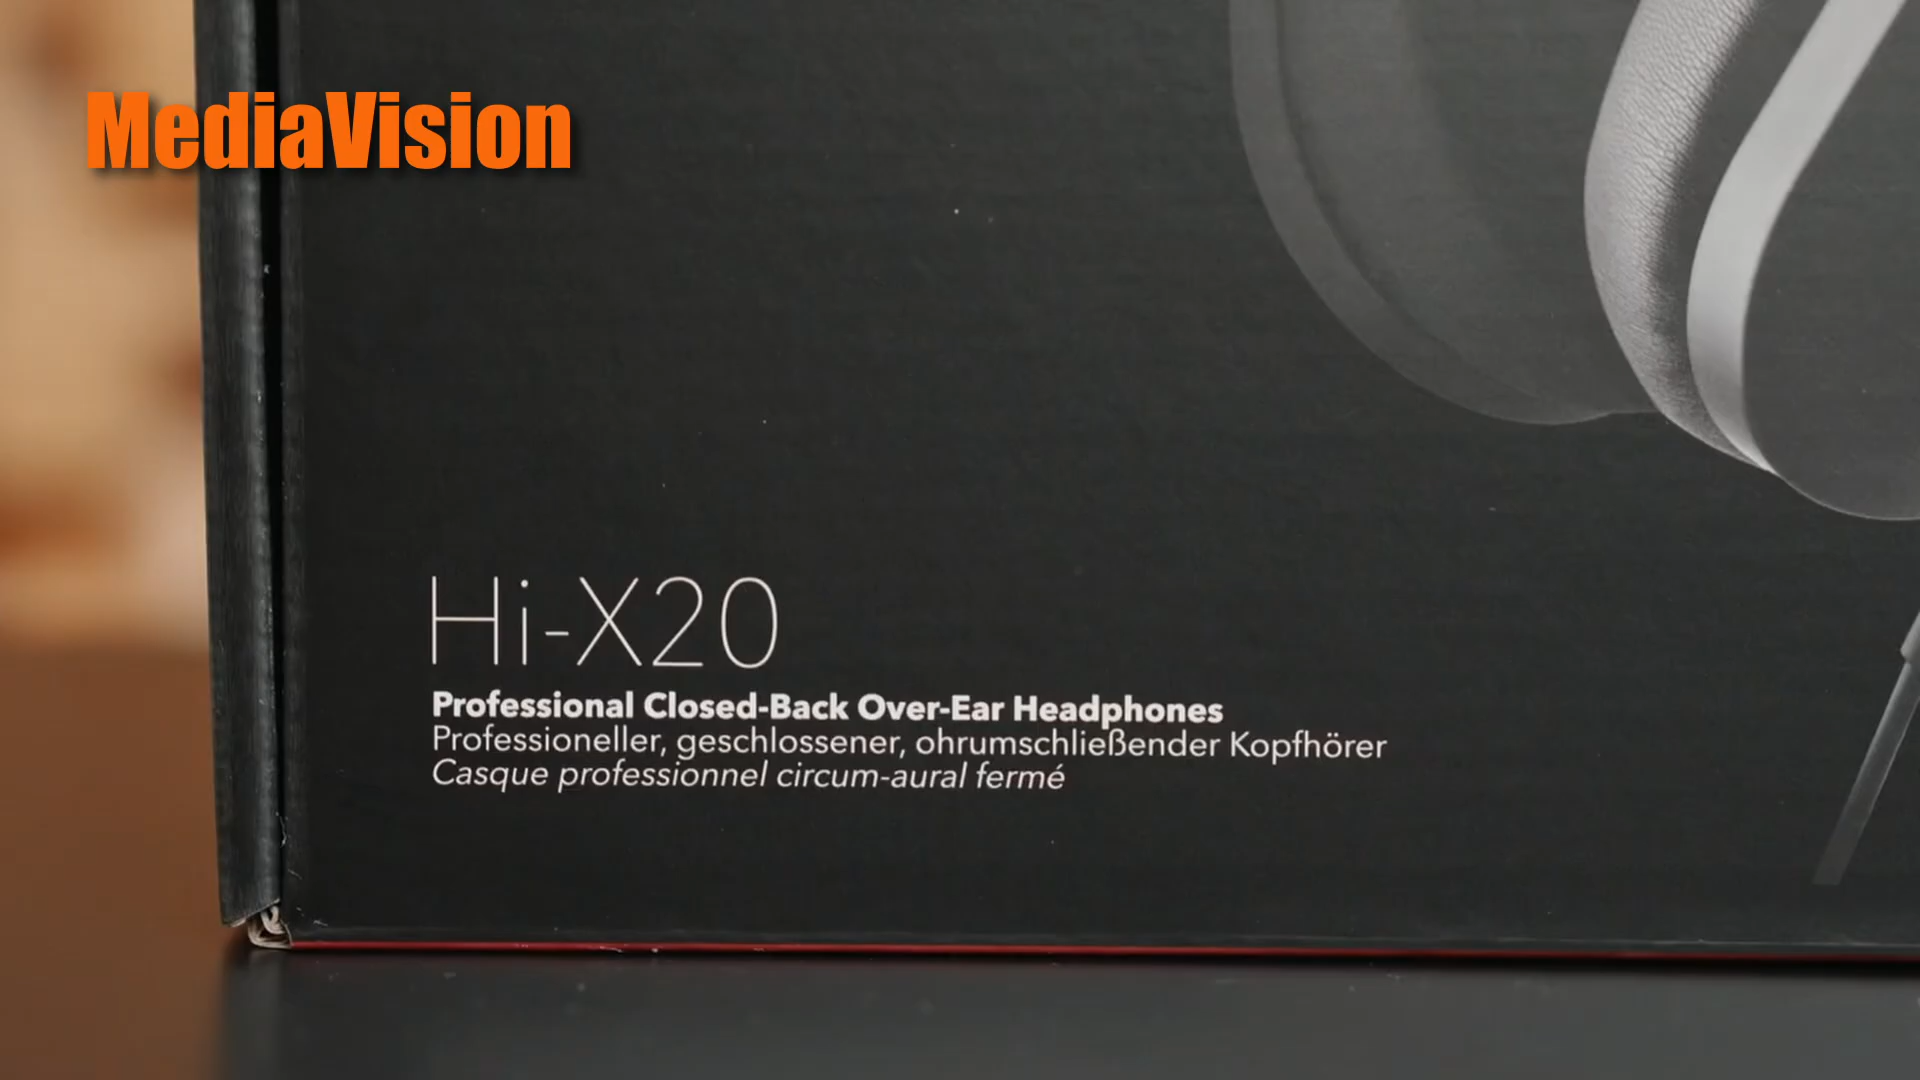 MediaVision
Hi-X20
Professional Closed-Back Over-Ear Headphones
Professioneller, geschlossener, ohrumschließender Kopfhörer
Casque professionnel circum-aural fermé